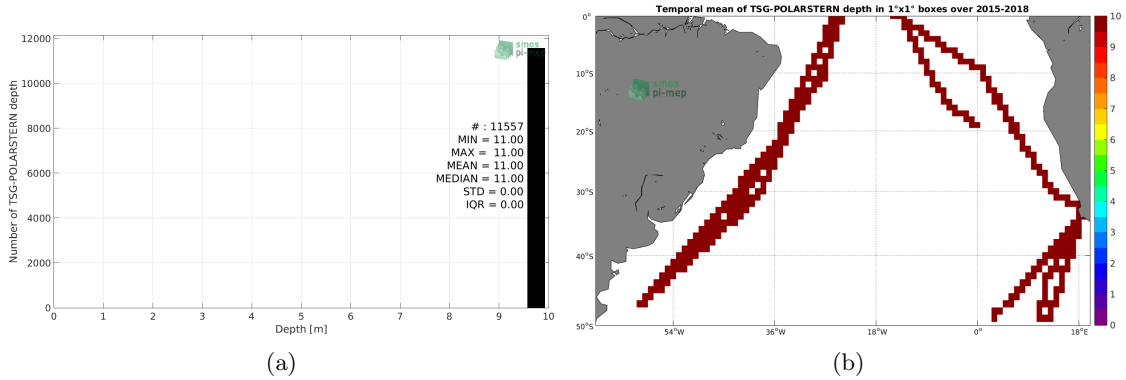 Temporal mean of TSG-POLARSTERN depth in 1°x1° boxes over 2015-2018
12000
10000
8000
6000
4000
2000
0
Number of TSG-POLARSTERN depth
smos
pi-mep
# : 11557
MIN = 11.00
MAX = 11.00
MEAN = 11.00
MEDIAN = 11.00
STD = 0.00
IQR = 0.00
0 1 2 3 4 5 6 7 8 9 10
Depth [m]
(a)
0°
10°S
20°S
30°S
40°S
50°S
smos
pi-mep
54°W 36°W 18°W 0° 18°E
10
9
8
7
6
5
4
3
2
1
0
(b)